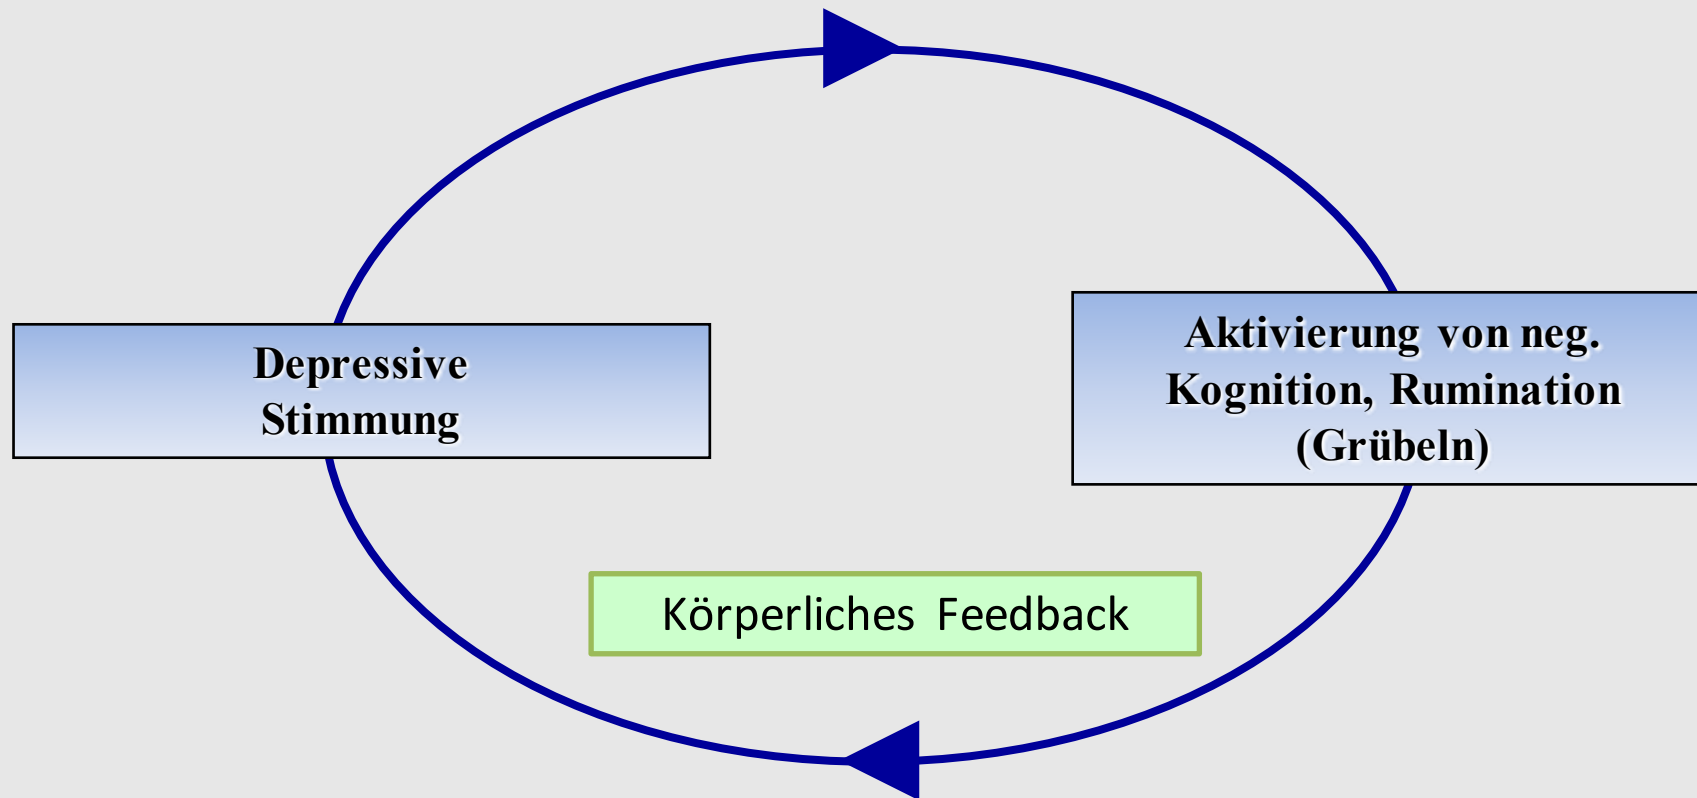 Depressive
Stimmung
Aktivierung von neg.
Kognition, Rumination
(Grübeln)
Körperliches Feedback